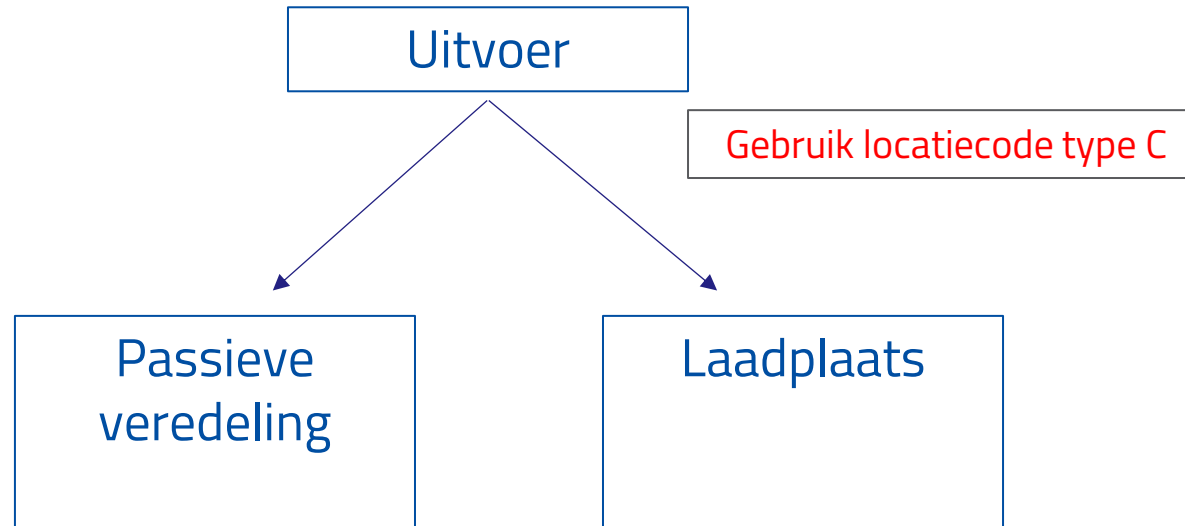 Uitvoer
Gebruik locatiecode type C
Passieve
veredeling
Laadplaats